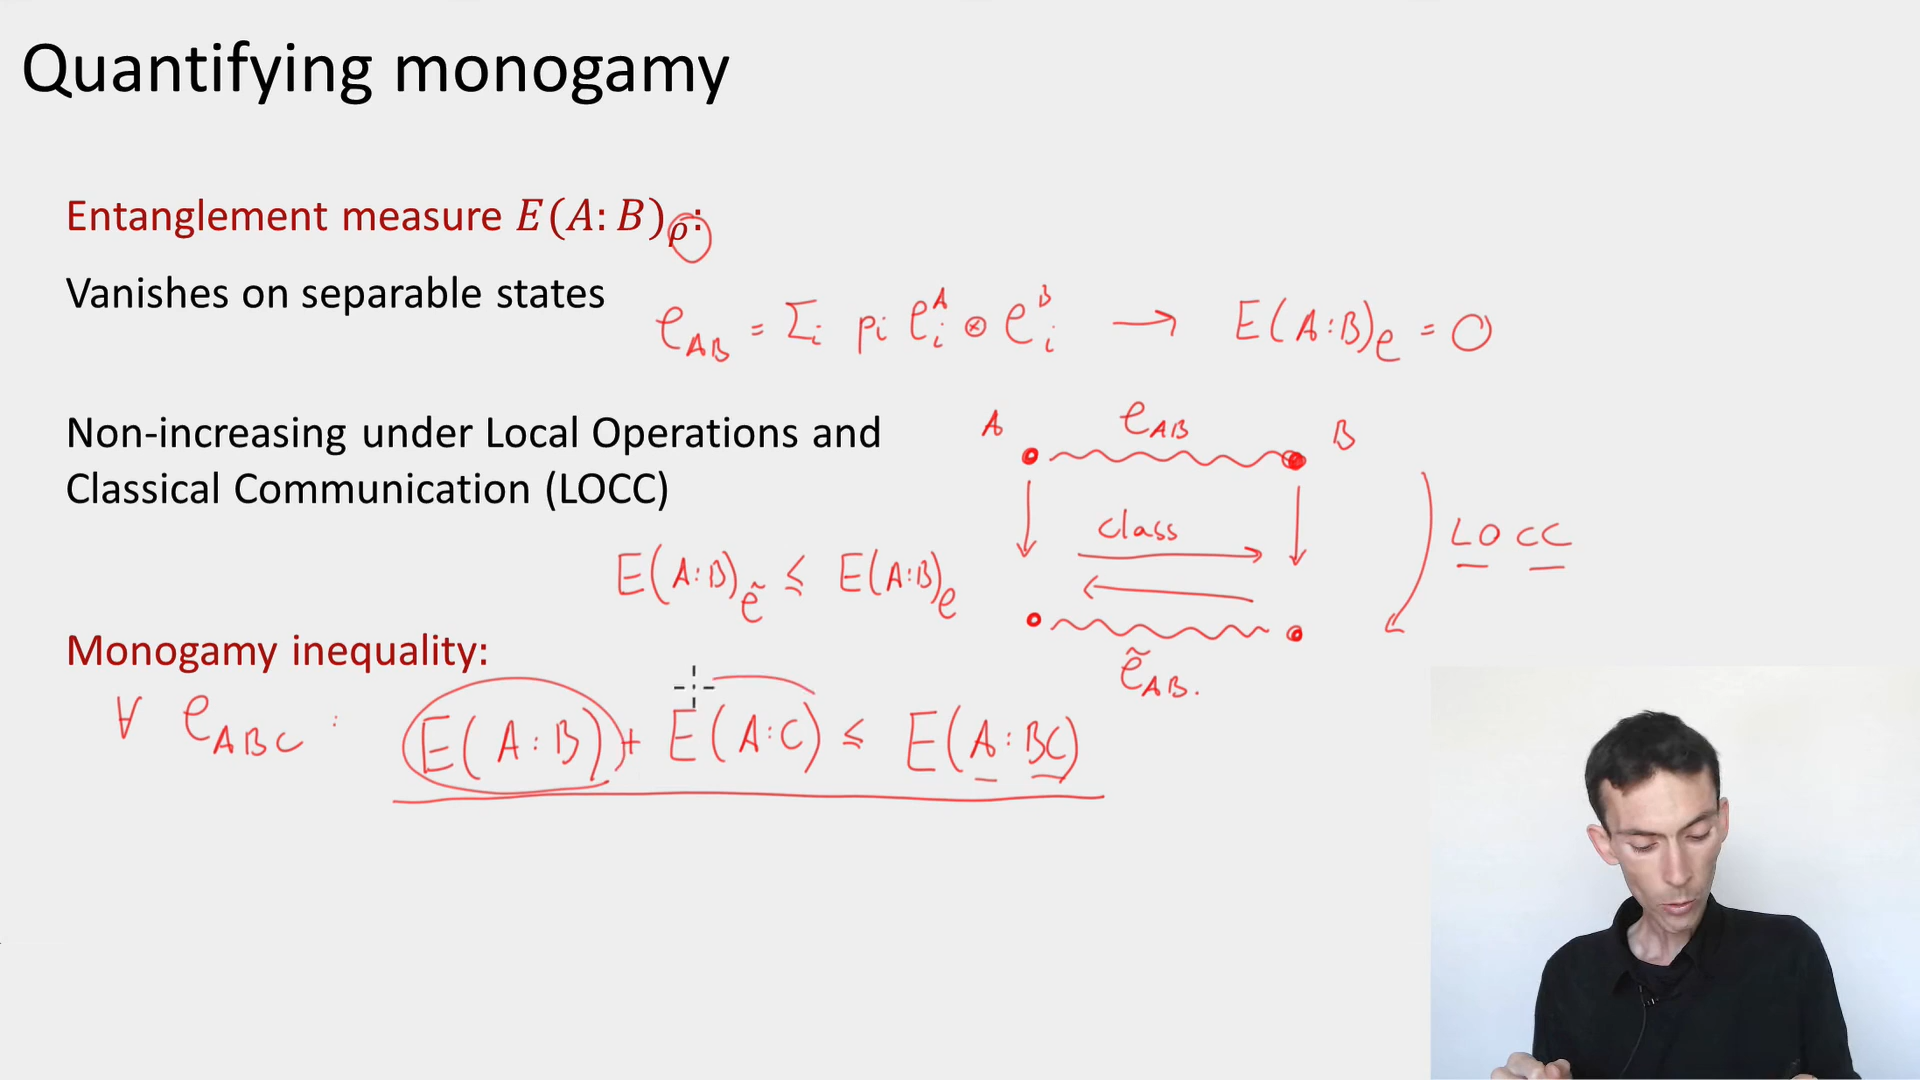 Quantifying monogamy
Entanglement measure E(A:B)ρ:
Vanishes on separable states
ρAB = Σi pi ρiA ⊗ ρiB → E(A:B)ρ = 0
Non-increasing under Local Operations and
Classical Communication (LOCC)
A ρAB B
class
LOCC
E(A:B)ρ̃ ≤ E(A:B)ρ
ρ̃AB.
Monogamy inequality:
∀ ρABC : E(A:B) + E(A:C) ≤ E(A:BC)